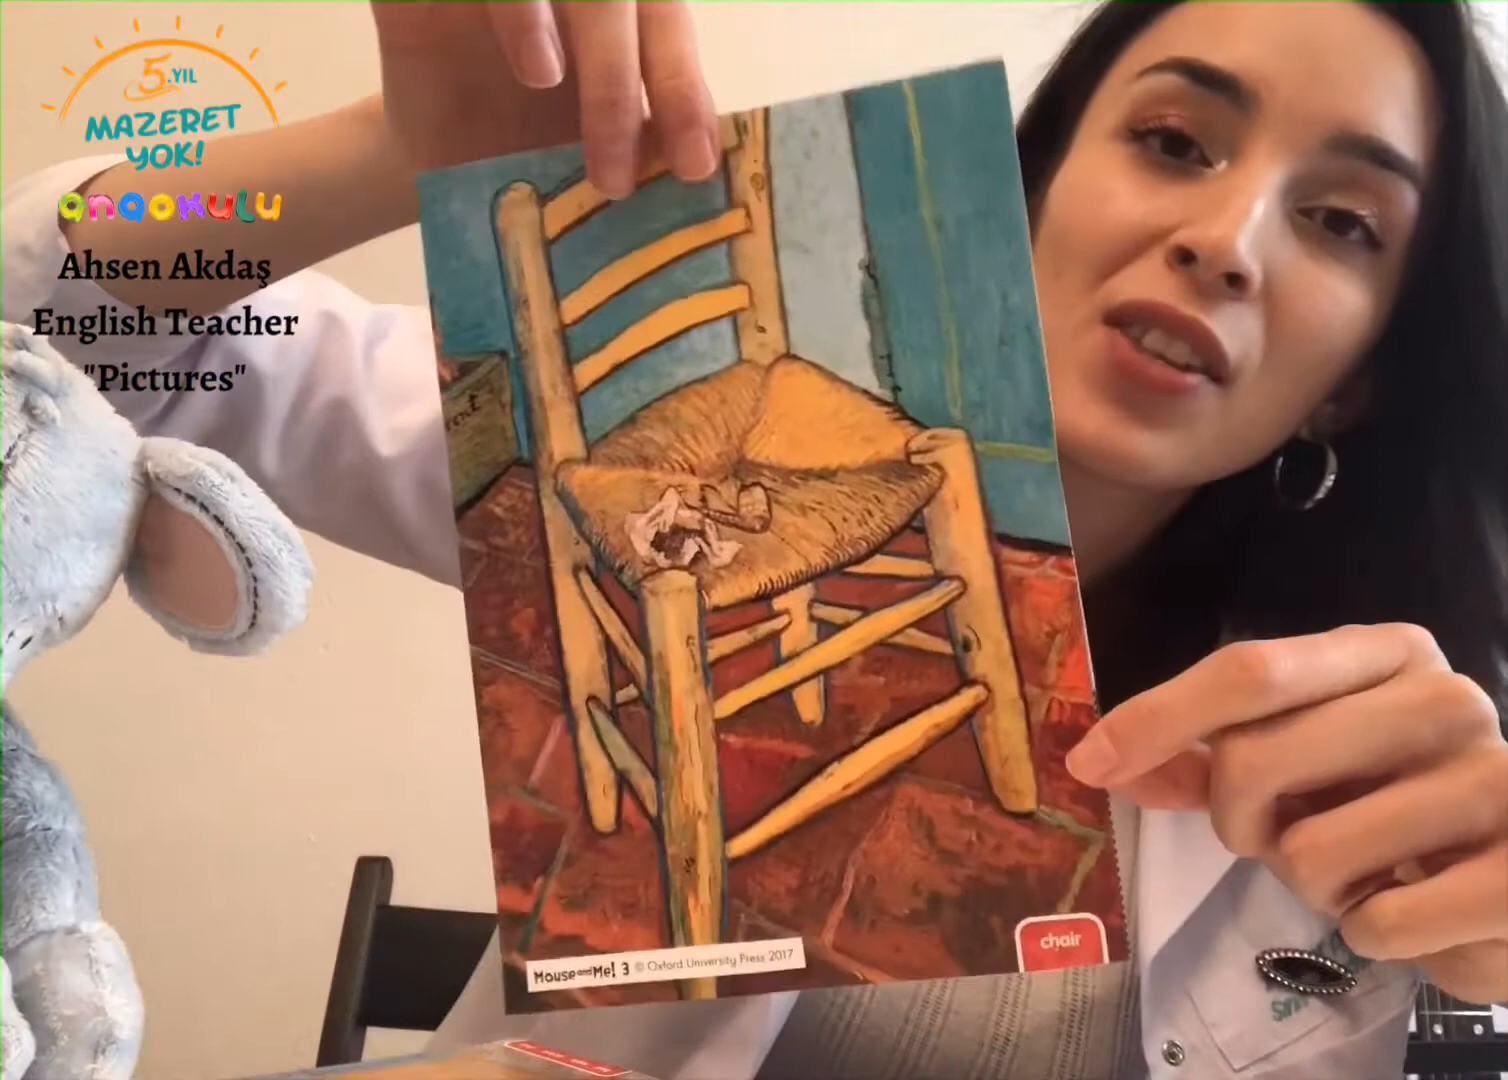 5.YIL
MAZERET
YOK!
anaokulu
Ahsen Akdaş
English Teacher
"Pictures"
chair
Mouse and Me! 3 © Oxford University Press 2017